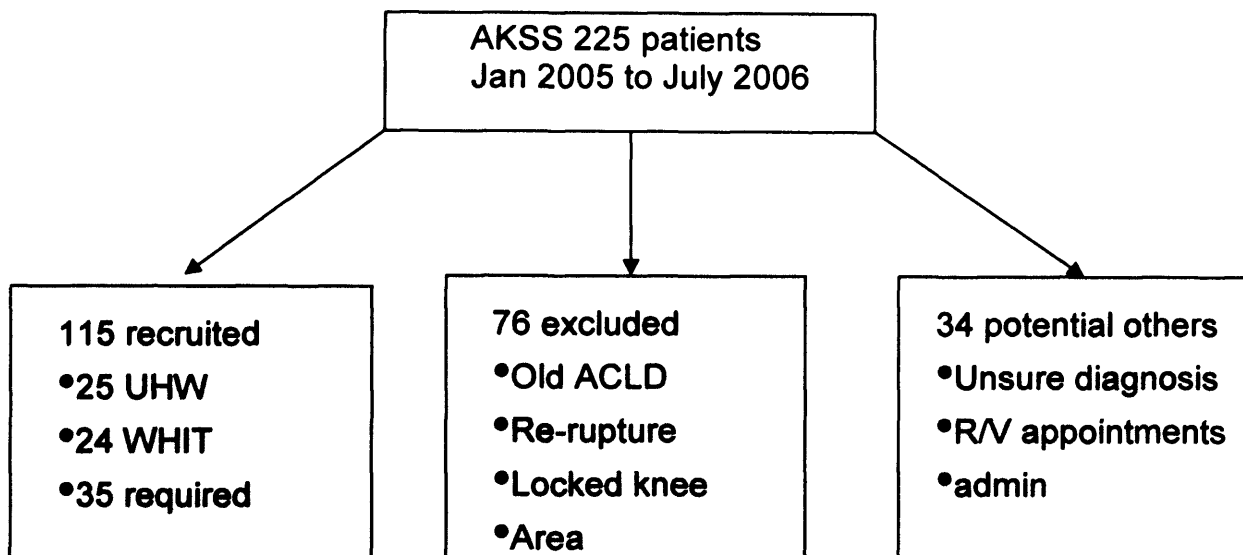 AKSS 225 patients
Jan 2005 to July 2006
115 recruited
•25 UHW
•24 WHIT
•35 required
76 excluded
•Old ACLD
•Re-rupture
•Locked knee
•Area
34 potential others
•Unsure diagnosis
•R/V appointments
•admin